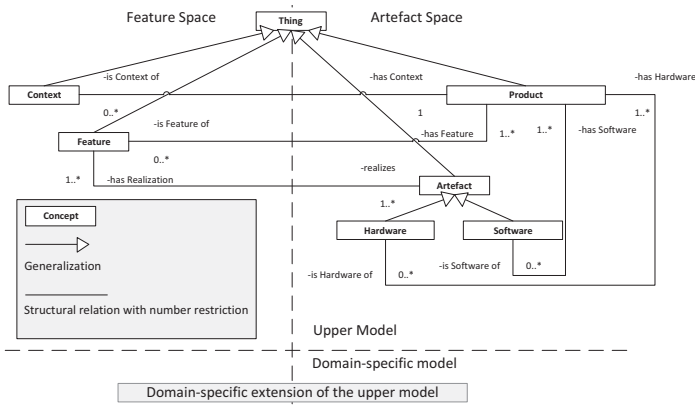 Feature Space
Thing
Artefact Space
-is Context of
-has Context
-has Hardware
Context
Product
0..*
1
1..*
-is Feature of
-has Feature
1..*
1..*
-has Software
Feature
0..*
1..*
-has Realization
-realizes
Artefact
1..*
Concept
Hardware
Software
Generalization
-is Hardware of
0..*
-is Software of
0..*
Structural relation with number restriction
Upper Model
Domain-specific model
Domain-specific extension of the upper model